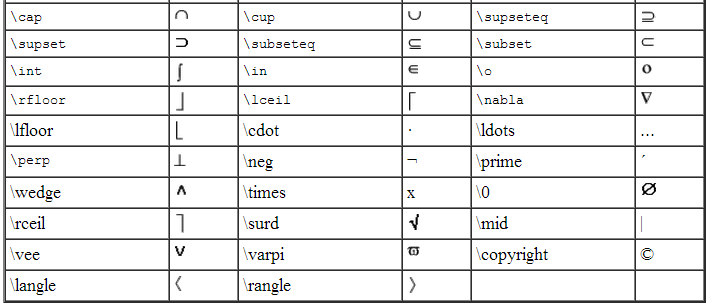 \cap ∩ \cup ∪ \supseteq ⊇
\supset ⊃ \subseteq ⊆ \subset ⊂
\int ∫ \in ∈ \o ο
\rfloor ⌋ \lceil ⌈ \nabla ∇
\lfloor ⌊ \cdot · \ldots ...
\perp ⊥ \neg ¬ \prime ´
\wedge ∧ \times x \0 ∅
\rceil ⌉ \surd √ \mid |
\vee ∨ \varpi ϖ \copyright ©
\langle 〈 \rangle 〉